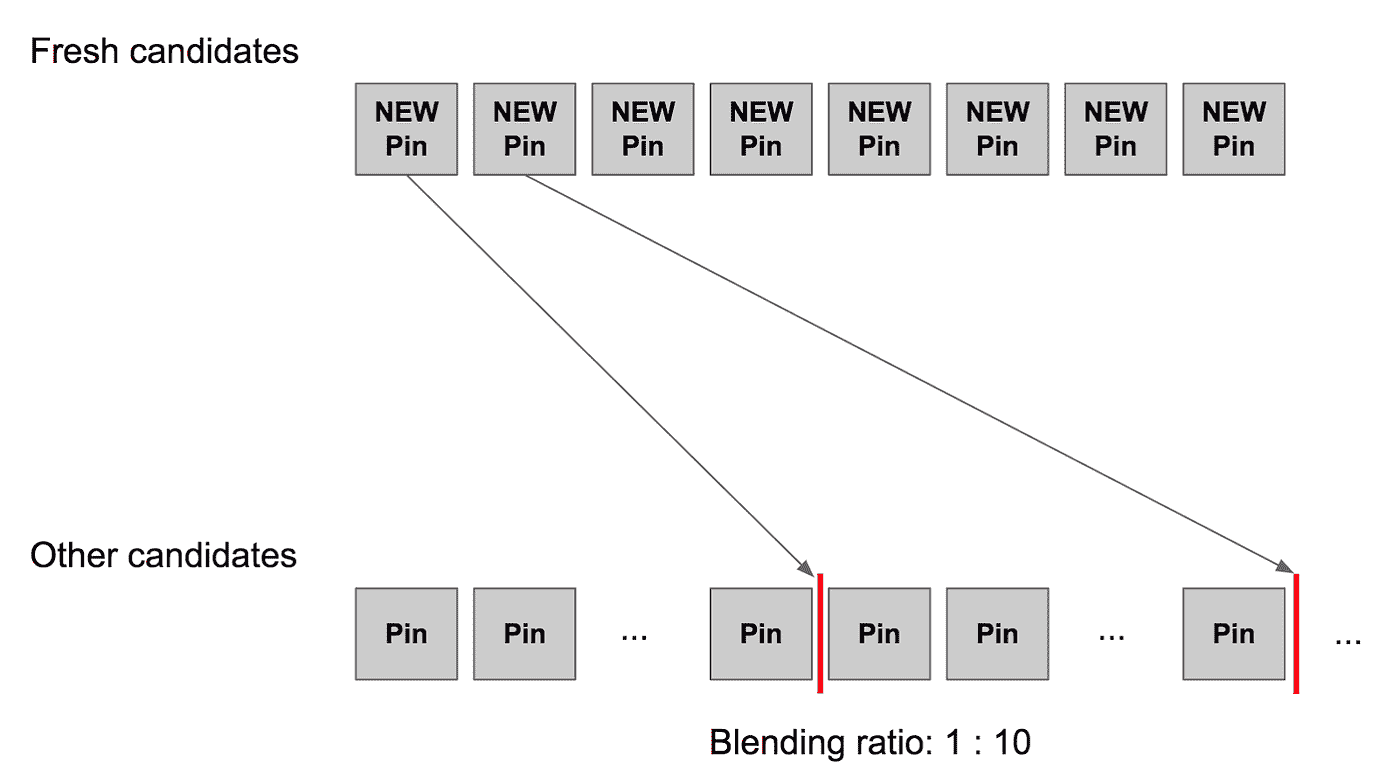 Fresh candidates
NEW Pin NEW Pin NEW Pin NEW Pin NEW Pin NEW Pin NEW Pin NEW Pin
Other candidates
Pin Pin ... Pin Pin Pin ... Pin ...
Blending ratio: 1 : 10